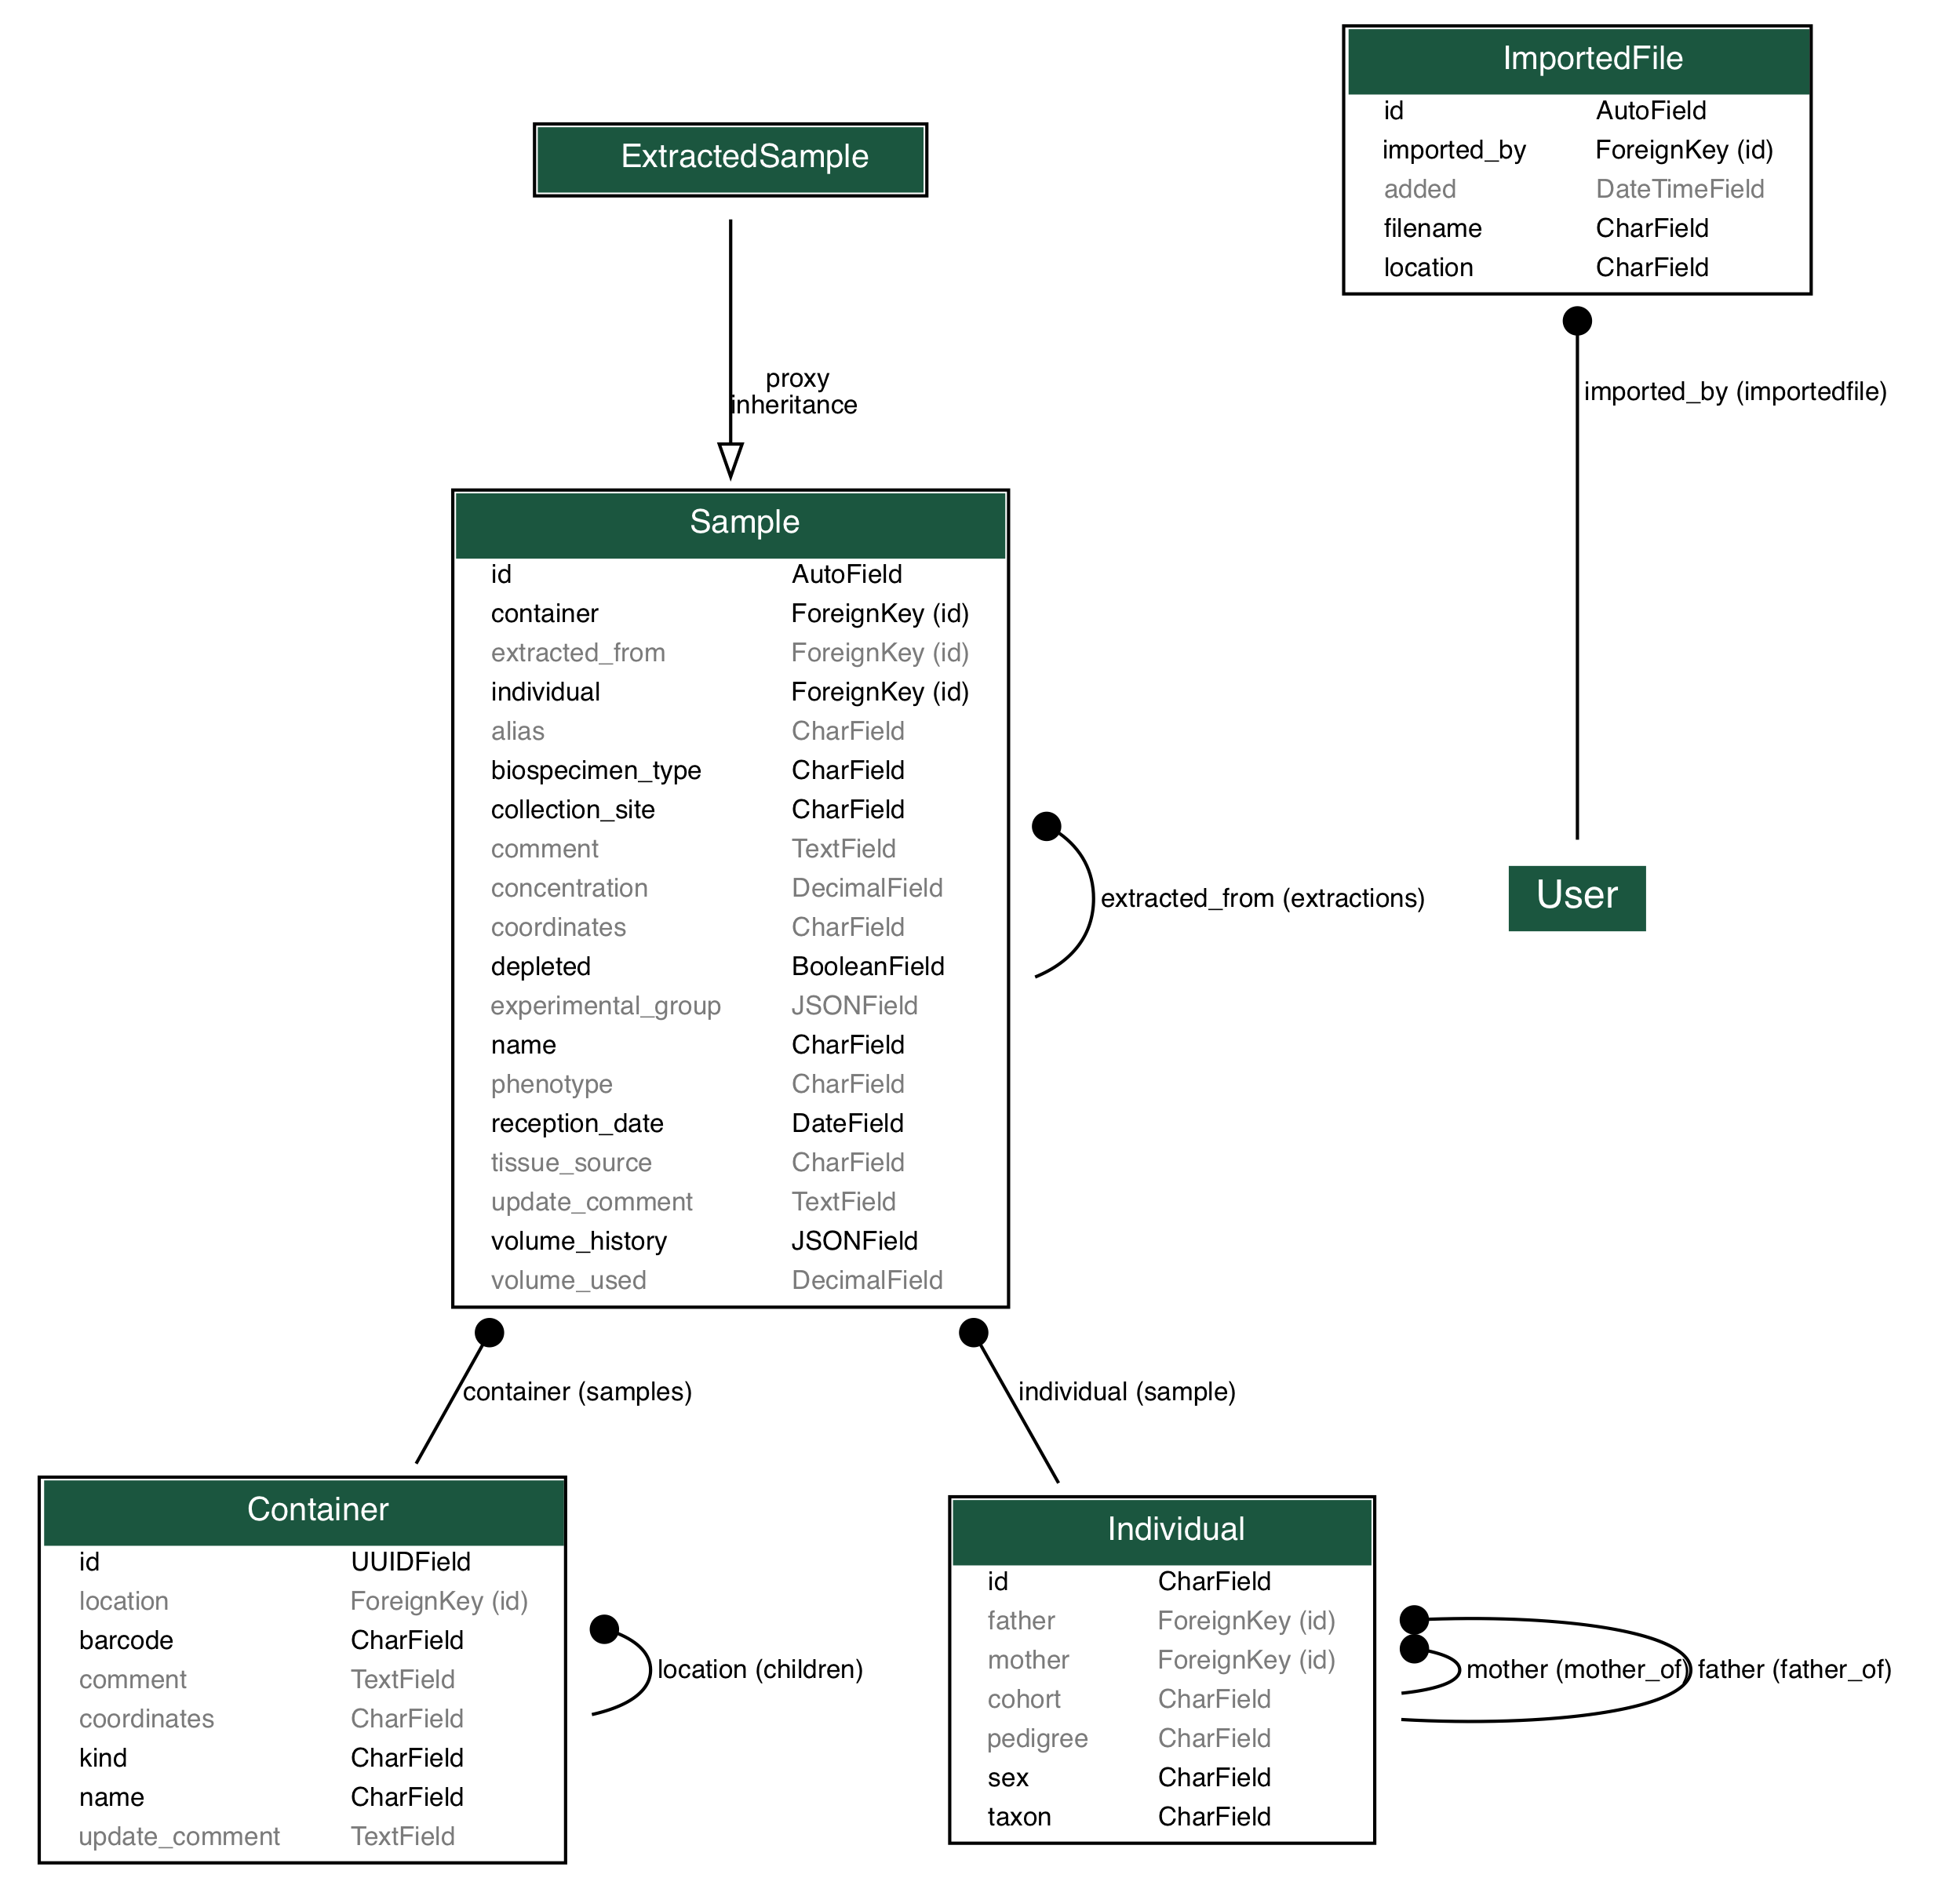 ImportedFile
id AutoField
imported_by ForeignKey (id)
added DateTimeField
filename CharField
location CharField
ExtractedSample
proxy
inheritance
imported_by (importedfile)
Sample
id AutoField
container ForeignKey (id)
extracted_from ForeignKey (id)
individual ForeignKey (id)
alias CharField
biospecimen_type CharField
collection_site CharField
comment TextField
concentration DecimalField
coordinates CharField
depleted BooleanField
experimental_group JSONField
name CharField
phenotype CharField
reception_date DateField
tissue_source CharField
update_comment TextField
volume_history JSONField
volume_used DecimalField
extracted_from (extractions)
User
container (samples)
individual (sample)
Container
id UUIDField
location ForeignKey (id)
barcode CharField
comment TextField
coordinates CharField
kind CharField
name CharField
update_comment TextField
location (children)
Individual
id CharField
father ForeignKey (id)
mother ForeignKey (id)
cohort CharField
pedigree CharField
sex CharField
taxon CharField
mother (mother_of)
father (father_of)